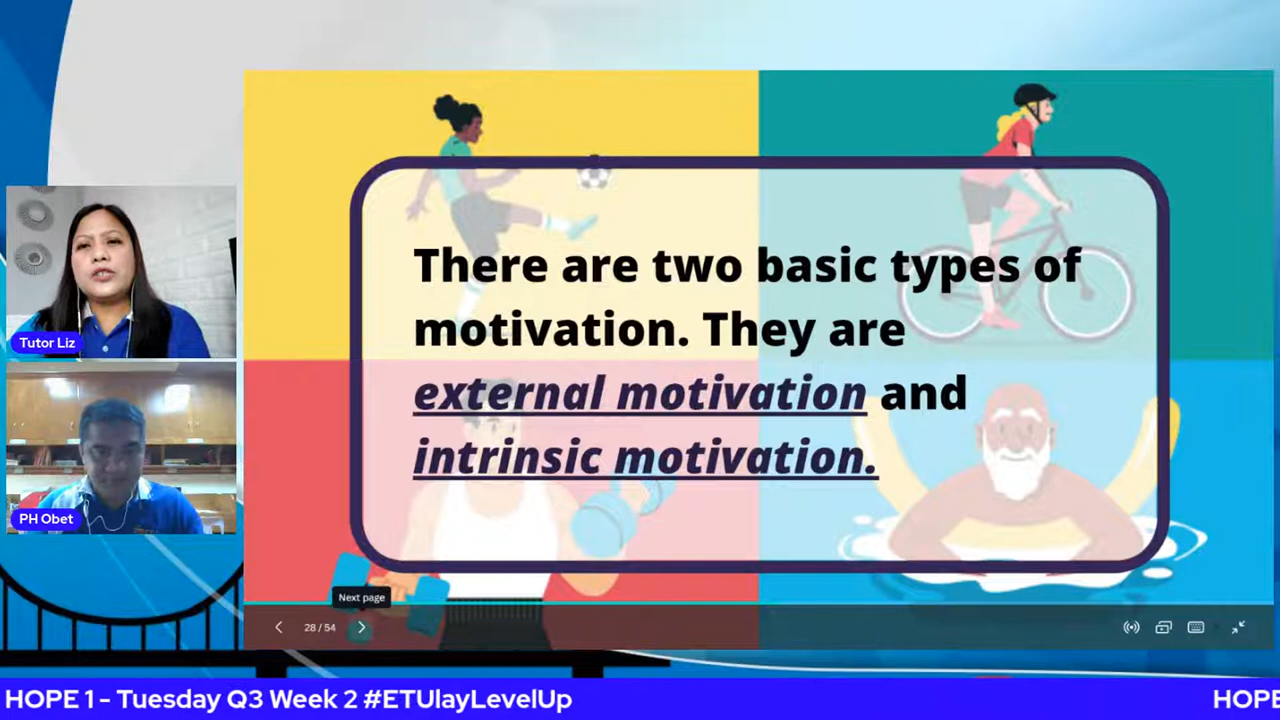 There are two basic types of
motivation. They are
external motivation and
intrinsic motivation.
Tutor Liz
PH Obet
Next page
28 / 54
HOPE 1 - Tuesday Q3 Week 2 #ETUlayLevelUp
HOPE